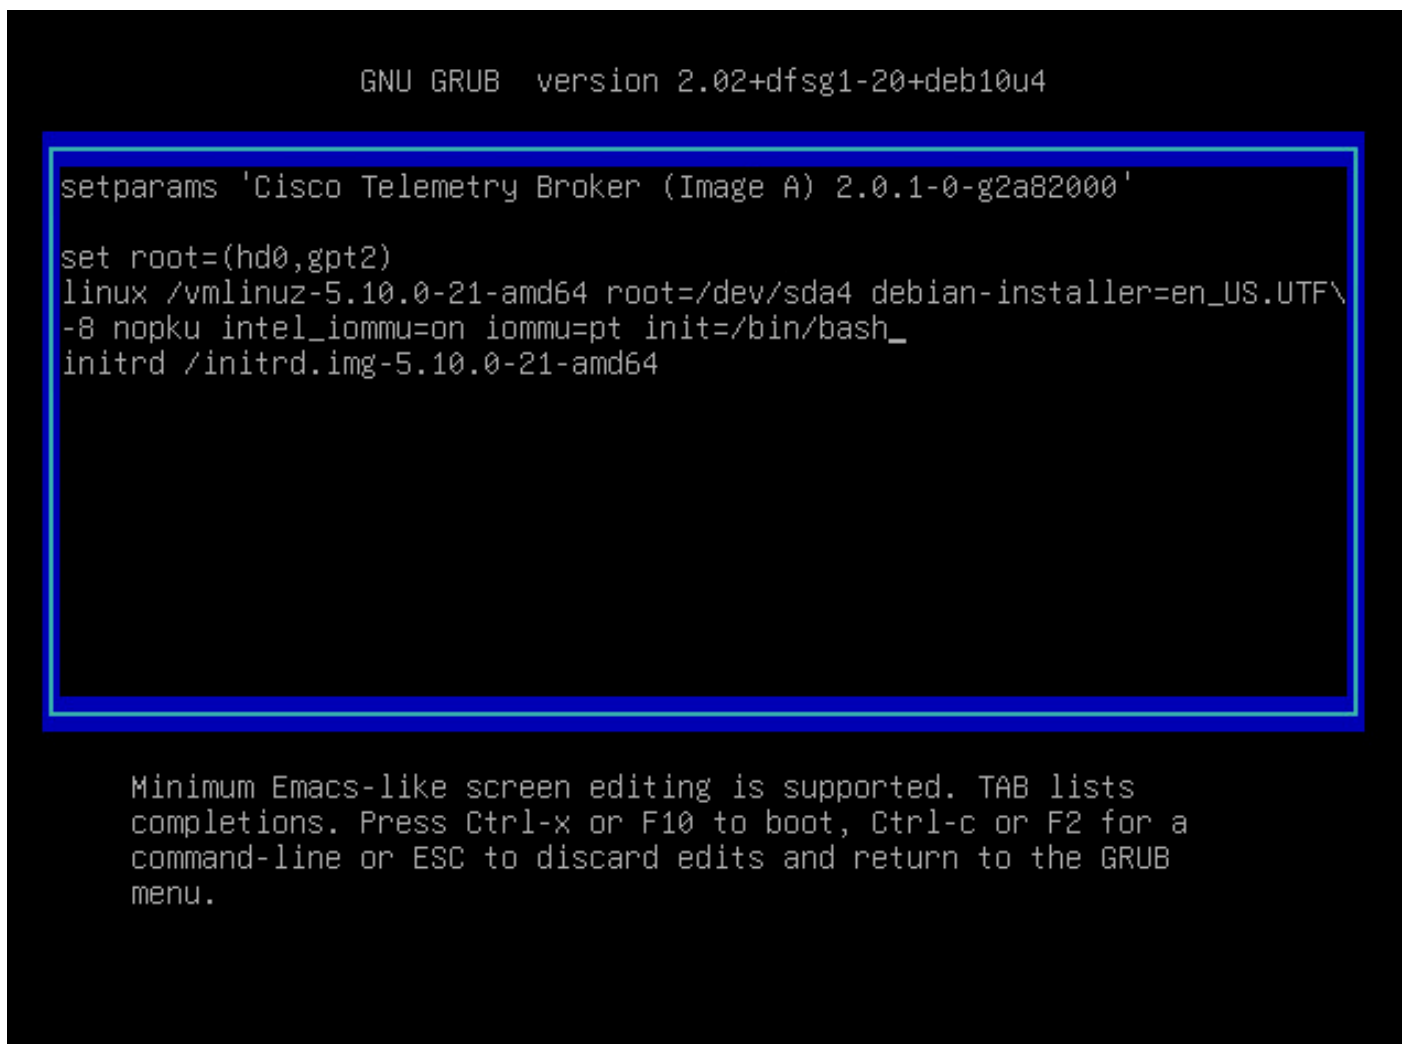 GNU GRUB  version 2.02+dfsg1-20+deb10u4
setparams 'Cisco Telemetry Broker (Image A) 2.0.1-0-g2a82000'
set root=(hd0,gpt2)
linux /vmlinuz-5.10.0-21-amd64 root=/dev/sda4 debian-installer=en_US.UTF\
-8 nopku intel_iommu=on iommu=pt init=/bin/bash_
initrd /initrd.img-5.10.0-21-amd64
Minimum Emacs-like screen editing is supported. TAB lists
completions. Press Ctrl-x or F10 to boot, Ctrl-c or F2 for a
command-line or ESC to discard edits and return to the GRUB
menu.